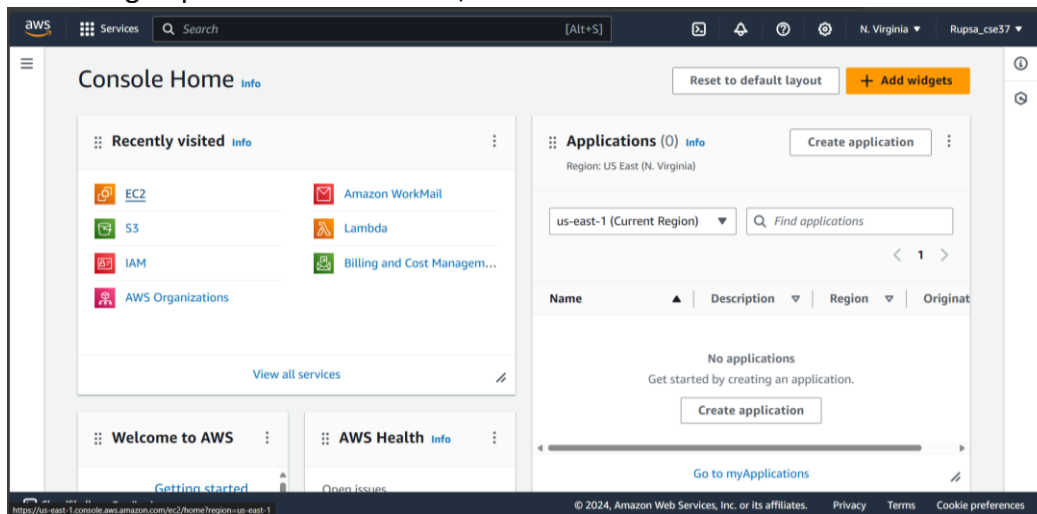 aws
Services
Search
[Alt+S]
N. Virginia ▼
Rupsa_cse37 ▼
Console Home Info
Reset to default layout
+ Add widgets
Recently visited Info
EC2
S3
IAM
AWS Organizations
Amazon WorkMail
Lambda
Billing and Cost Managem...
View all services
Applications (0) Info
Region: US East (N. Virginia)
Create application
us-east-1 (Current Region)
Find applications
1
Name
Description
Region
Originat
No applications
Get started by creating an application.
Create application
Go to myApplications
Welcome to AWS
Getting started
AWS Health Info
Open issues
https://us-east-1.console.aws.amazon.com/ec2/home?region=us-east-1
© 2024, Amazon Web Services, Inc. or its affiliates.
Privacy
Terms
Cookie preferences